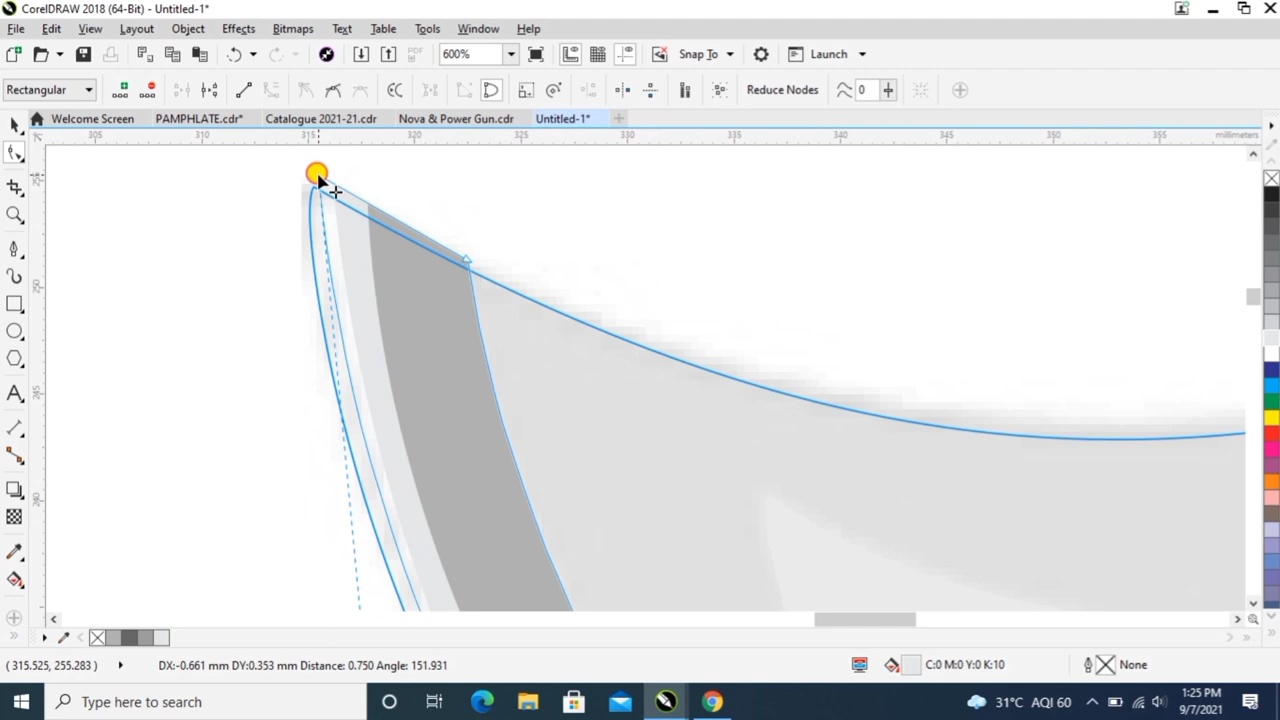 CorelDRAW 2018 (64-Bit) - Untitled-1*
File Edit View Layout Object Effects Bitmaps Text Table Tools Window Help
PDF 600% Snap To Launch
Rectangular Reduce Nodes 0
Welcome Screen PAMPHLATE.cdr* Catalogue 2021-21.cdr Nova & Power Gun.cdr Untitled-1*
305 310 315 320 325 330 335 340 345 350 355 millimeters
250
245
240
( 315.525, 255.283 ) DX:-0.661 mm DY:0.353 mm Distance: 0.750 Angle: 151.931 C:0 M:0 Y:0 K:10 None
Type here to search 31°C AQI 60 1:25 PM
9/7/2021